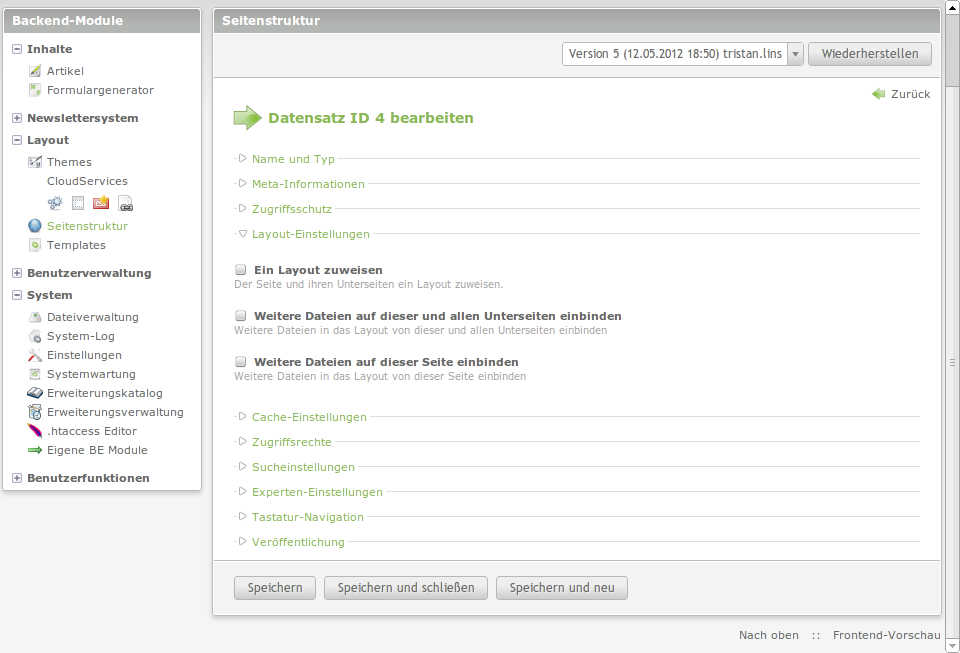 Backend-Module
Inhalte
Artikel
Formulargenerator
Newslettersystem
Layout
Themes
CloudServices
Seitenstruktur
Templates
Benutzerverwaltung
System
Dateiverwaltung
System-Log
Einstellungen
Systemwartung
Erweiterungskatalog
Erweiterungsverwaltung
.htaccess Editor
Eigene BE Module
Benutzerfunktionen
Seitenstruktur
Version 5 (12.05.2012 18:50) tristan.lins Wiederherstellen
Zurück
Datensatz ID 4 bearbeiten
Name und Typ
Meta-Informationen
Zugriffsschutz
Layout-Einstellungen
Ein Layout zuweisen
Der Seite und ihren Unterseiten ein Layout zuweisen.
Weitere Dateien auf dieser und allen Unterseiten einbinden
Weitere Dateien in das Layout von dieser und allen Unterseiten einbinden
Weitere Dateien auf dieser Seite einbinden
Weitere Dateien in das Layout von dieser Seite einbinden
Cache-Einstellungen
Zugriffsrechte
Sucheinstellungen
Experten-Einstellungen
Tastatur-Navigation
Veröffentlichung
Speichern Speichern und schließen Speichern und neu
Nach oben :: Frontend-Vorschau